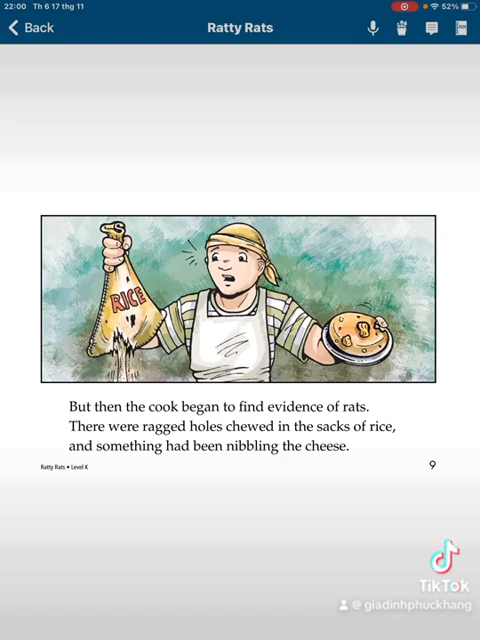 22:00 Th 6 17 thg 11 52%
Back Ratty Rats
RICE
But then the cook began to find evidence of rats.
There were ragged holes chewed in the sacks of rice,
and something had been nibbling the cheese.
Ratty Rats • Level K 9
TikTok
@giadinhphuckhang